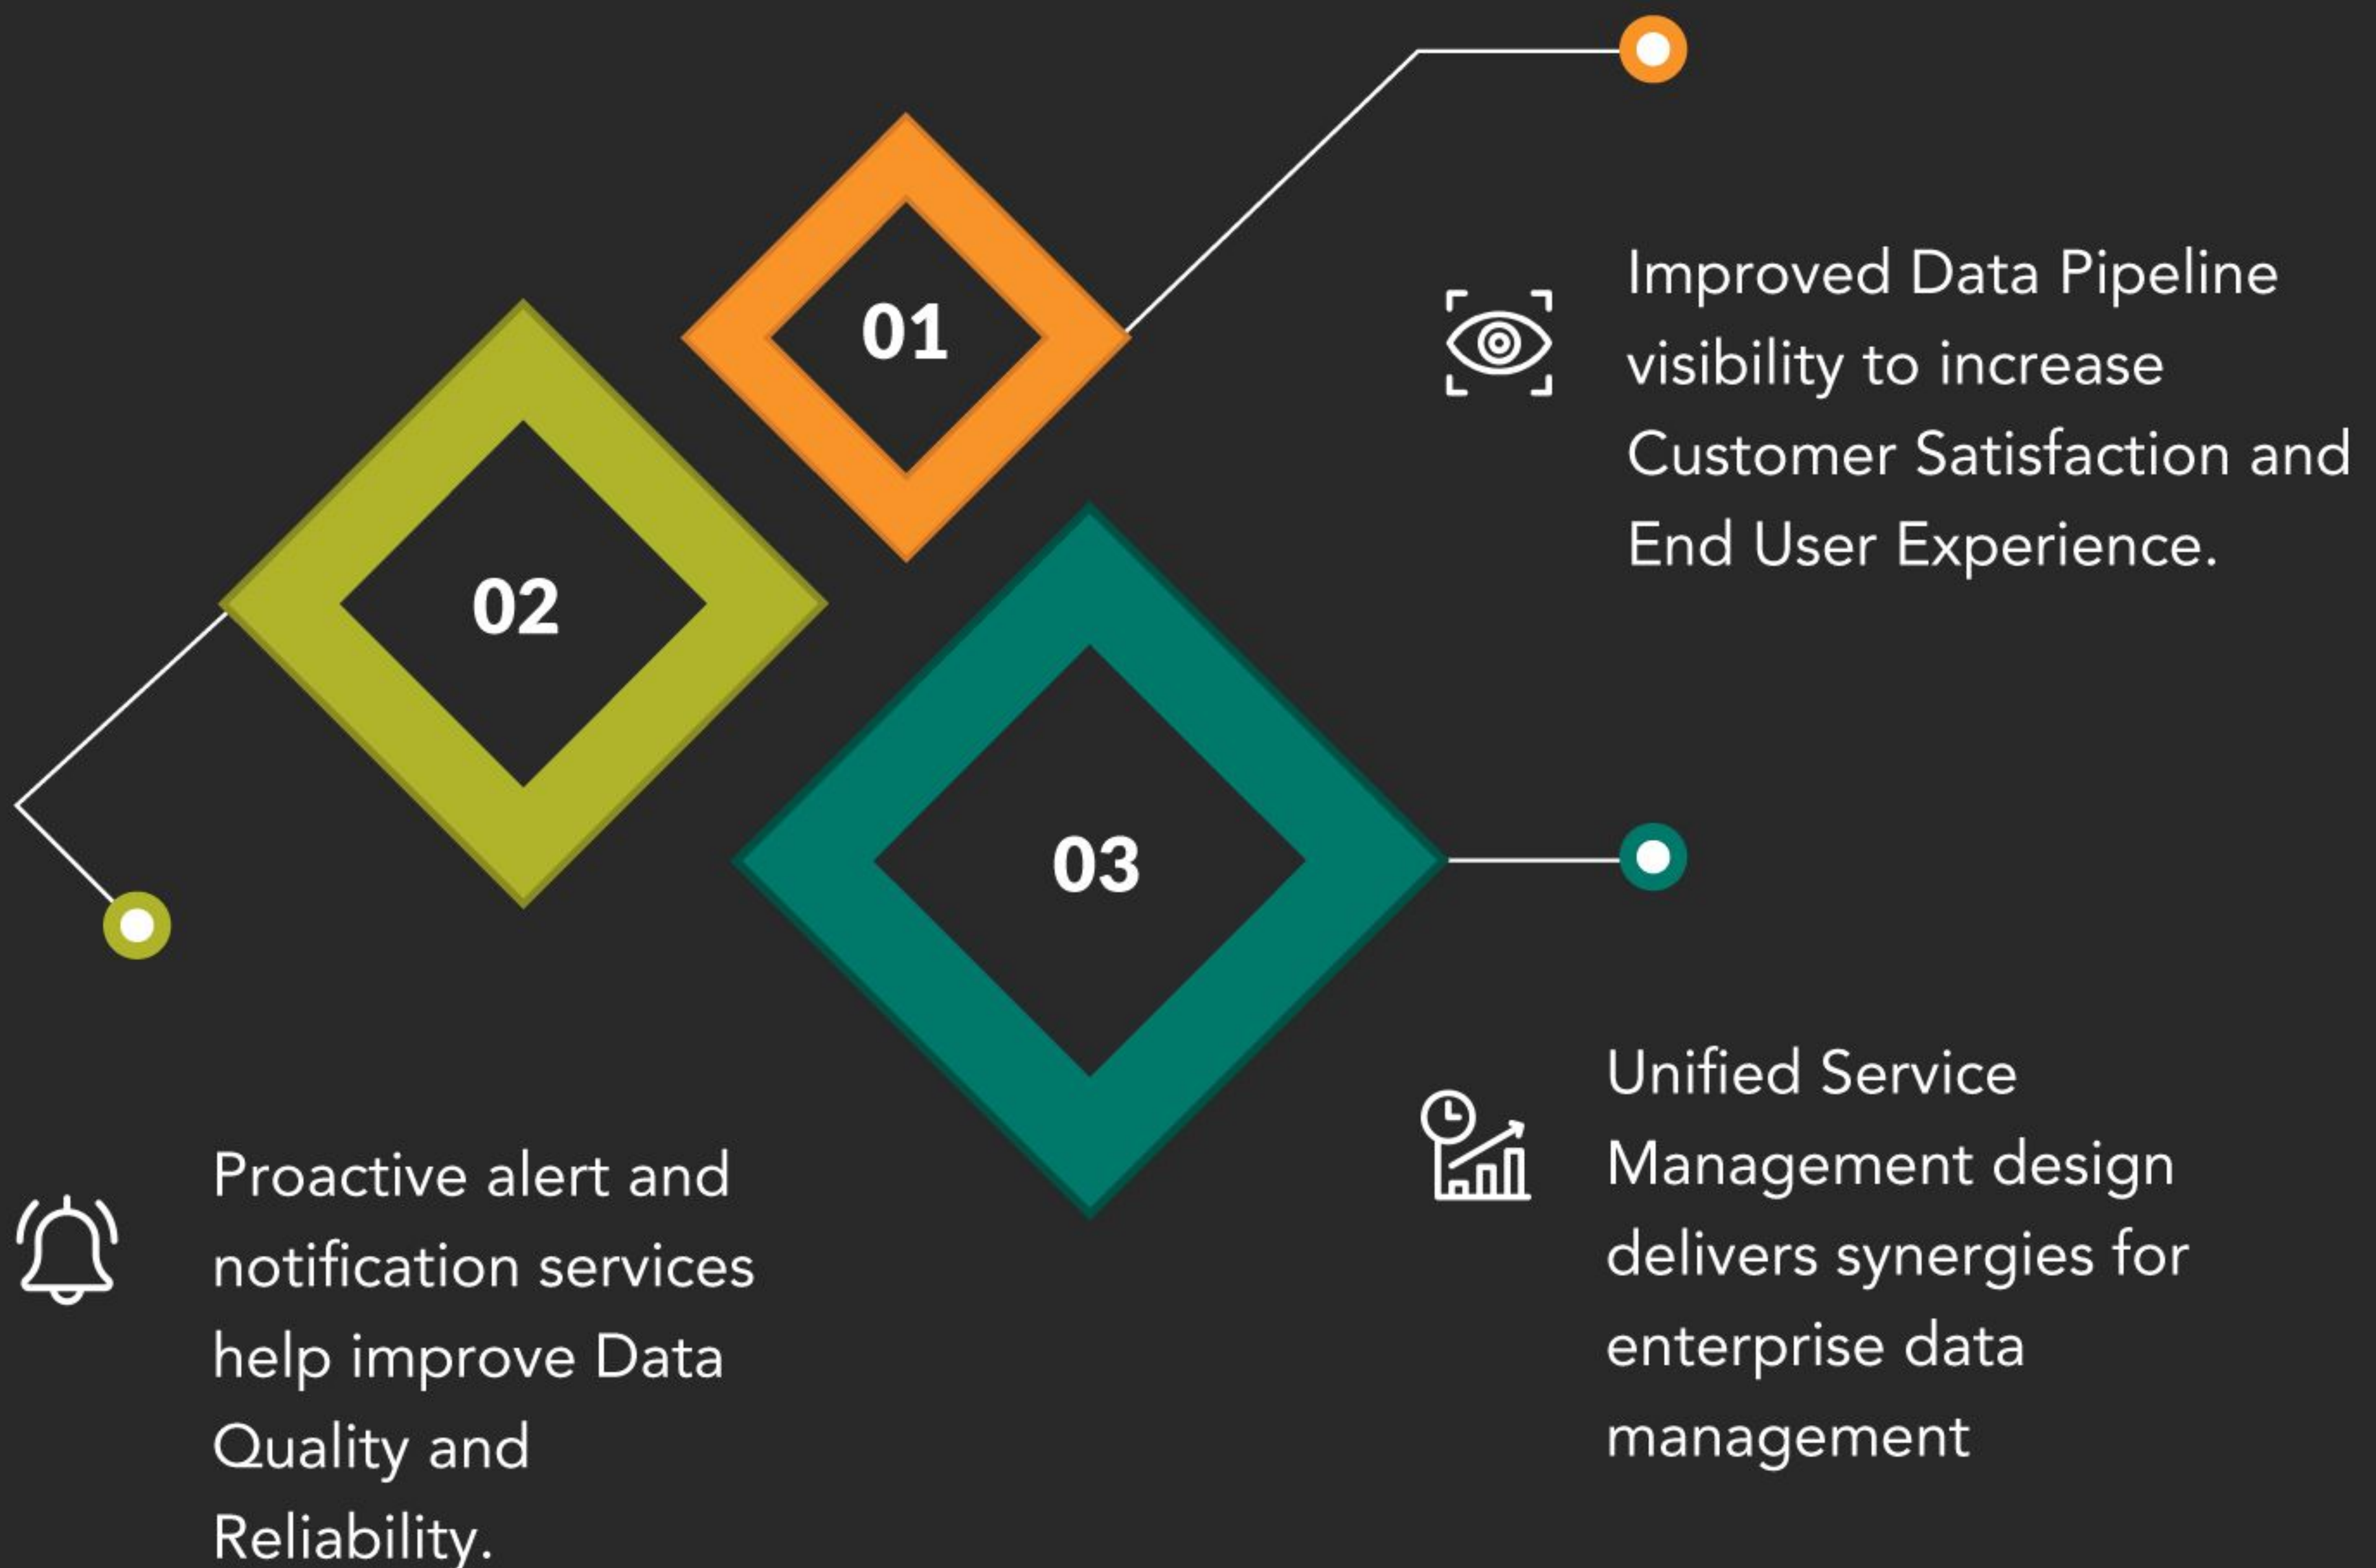 01
Improved Data Pipeline
visibility to increase
Customer Satisfaction and
End User Experience.
02
Proactive alert and
notification services
help improve Data
Quality and
Reliability.
03
Unified Service
Management design
delivers synergies for
enterprise data
management